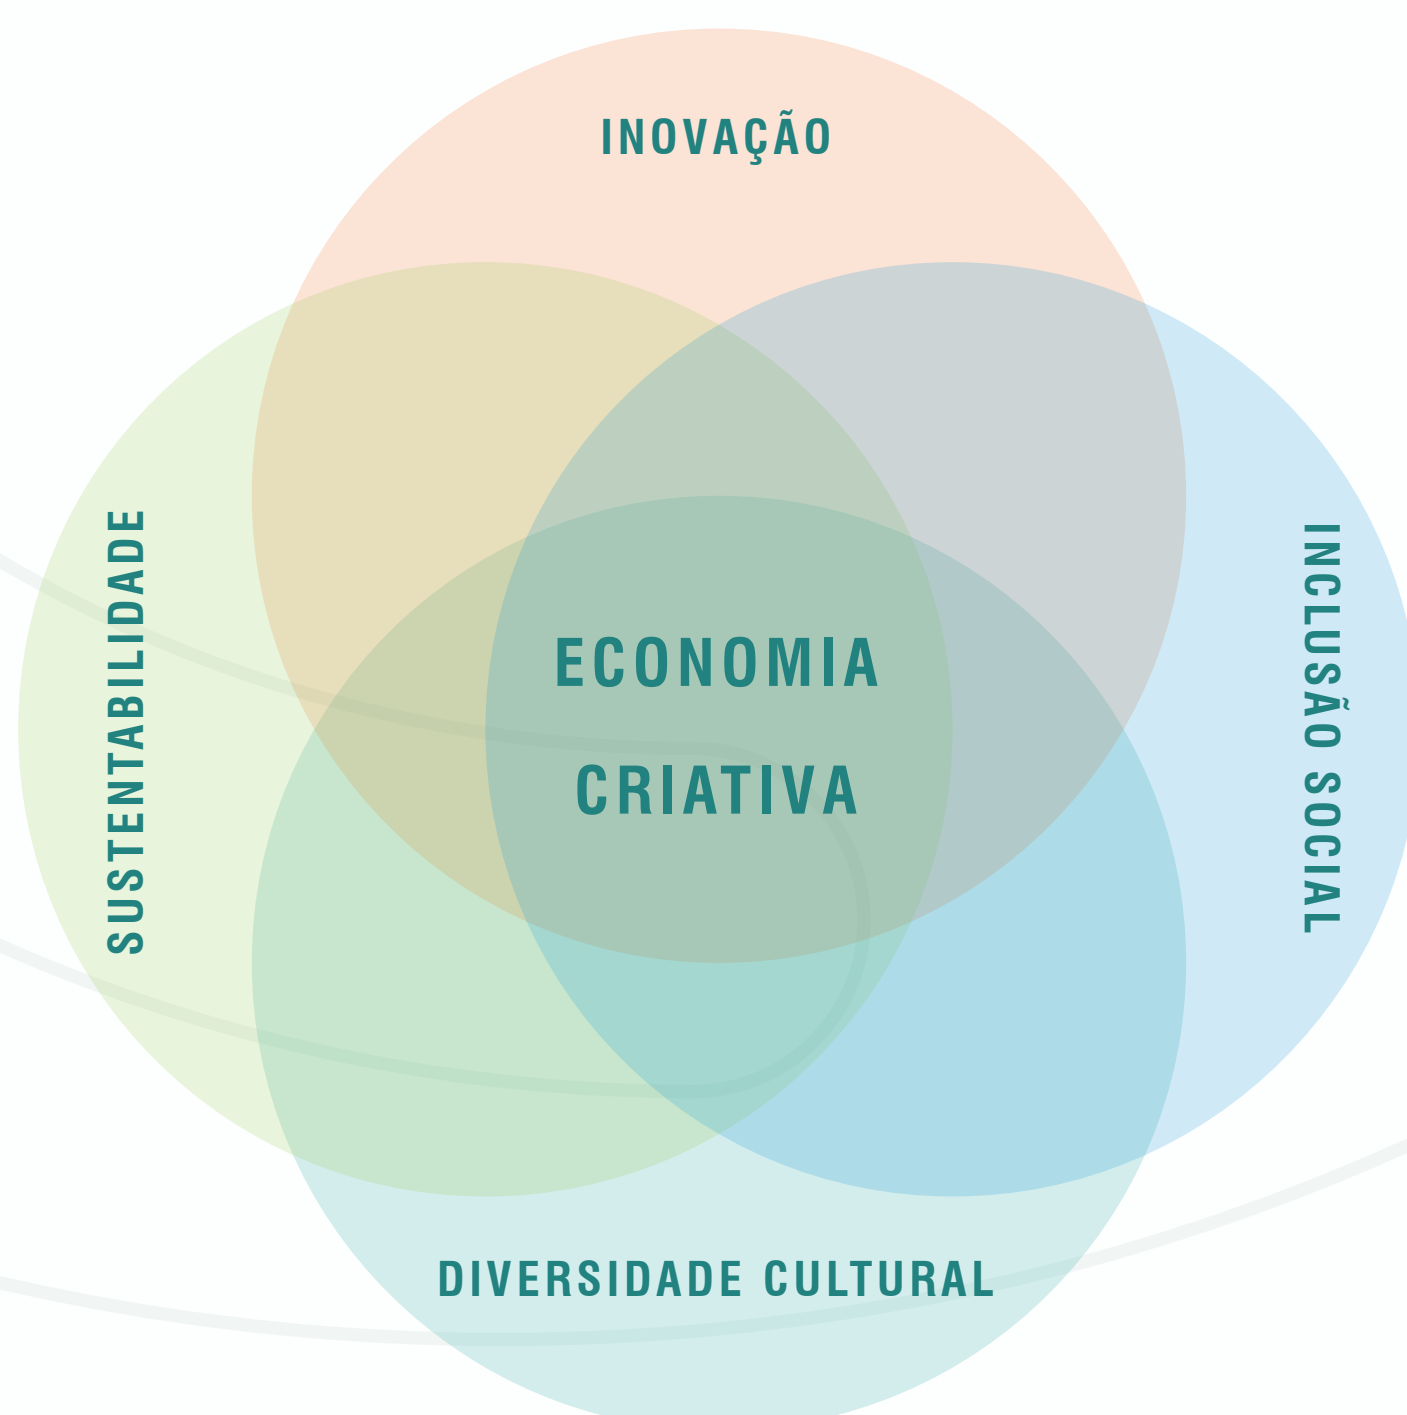 INOVAÇÃO
SUSTENTABILIDADE
ECONOMIA
CRIATIVA
INCLUSÃO SOCIAL
DIVERSIDADE CULTURAL